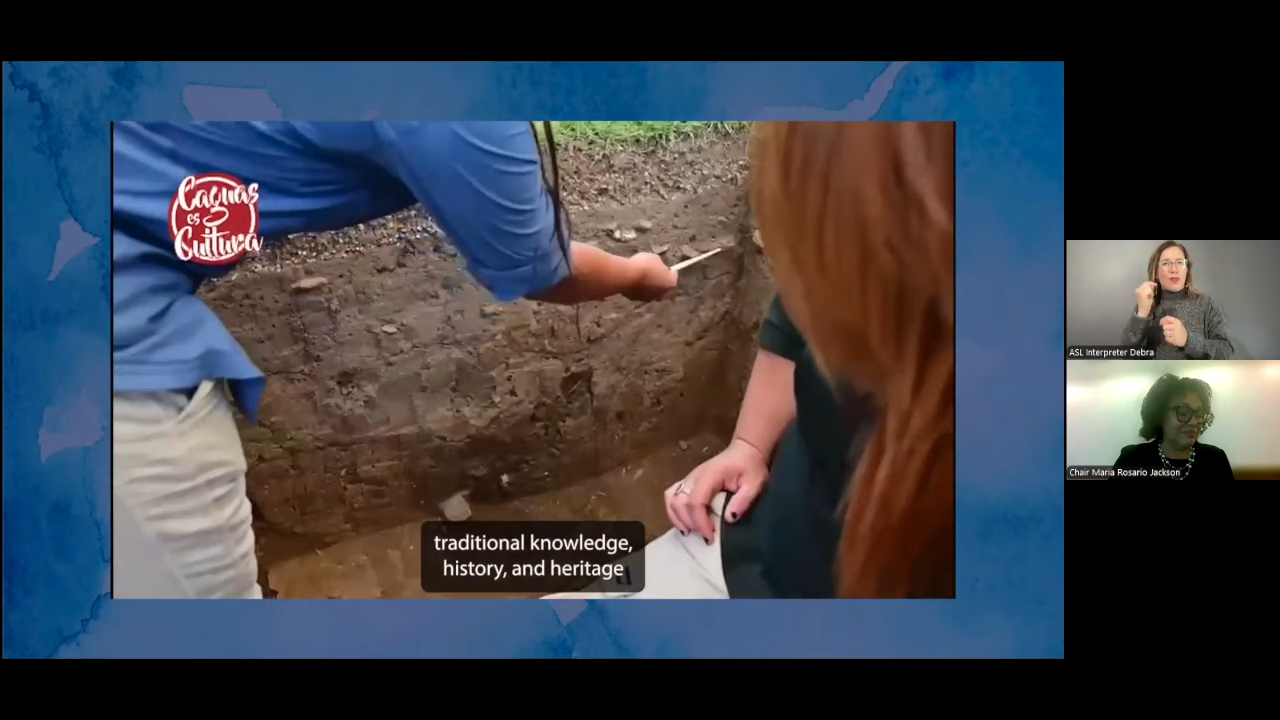 Caguas
es
Cultura
traditional knowledge,
history, and heritage
ASL Interpreter Debra
Chair Maria Rosario Jackson